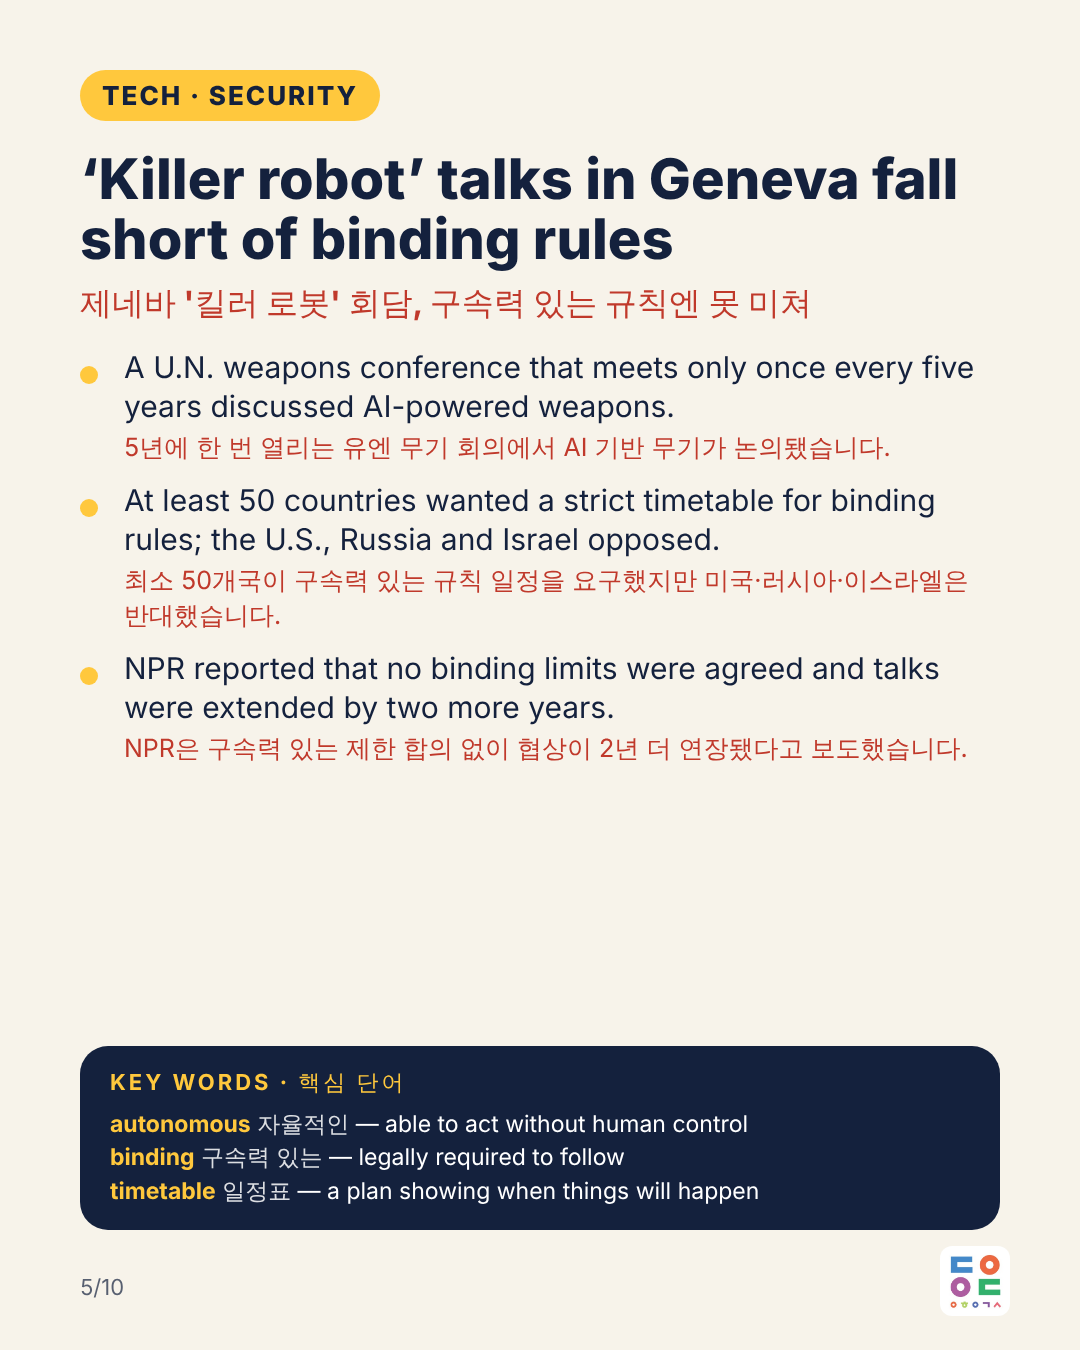 TECH · SECURITY
‘Killer robot’ talks in Geneva fall
short of binding rules
제네바 '킬러 로봇' 회담, 구속력 있는 규칙엔 못 미쳐
A U.N. weapons conference that meets only once every five
years discussed AI-powered weapons.
5년에 한 번 열리는 유엔 무기 회의에서 AI 기반 무기가 논의됐습니다.
At least 50 countries wanted a strict timetable for binding
rules; the U.S., Russia and Israel opposed.
최소 50개국이 구속력 있는 규칙 일정을 요구했지만 미국·러시아·이스라엘은
반대했습니다.
NPR reported that no binding limits were agreed and talks
were extended by two more years.
NPR은 구속력 있는 제한 합의 없이 협상이 2년 더 연장됐다고 보도했습니다.
KEY WORDS · 핵심 단어
autonomous 자율적인 — able to act without human control
binding 구속력 있는 — legally required to follow
timetable 일정표 — a plan showing when things will happen
5/10